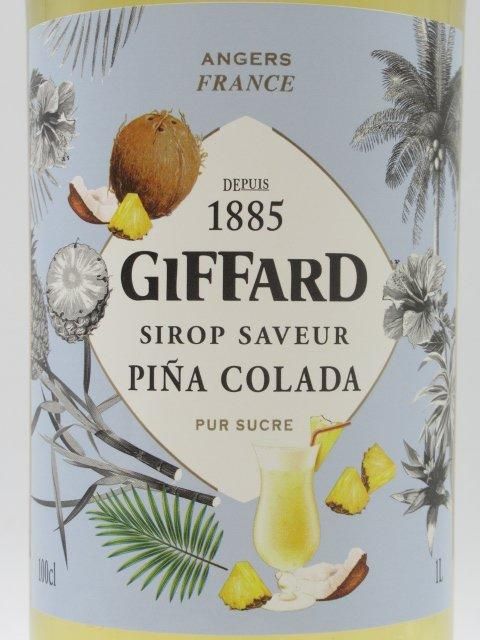 ANGERS
FRANCE
DEPUIS
1885
GIFFARD
SIROP SAVEUR
PIÑA COLADA
PUR SUCRE
100cl
1L